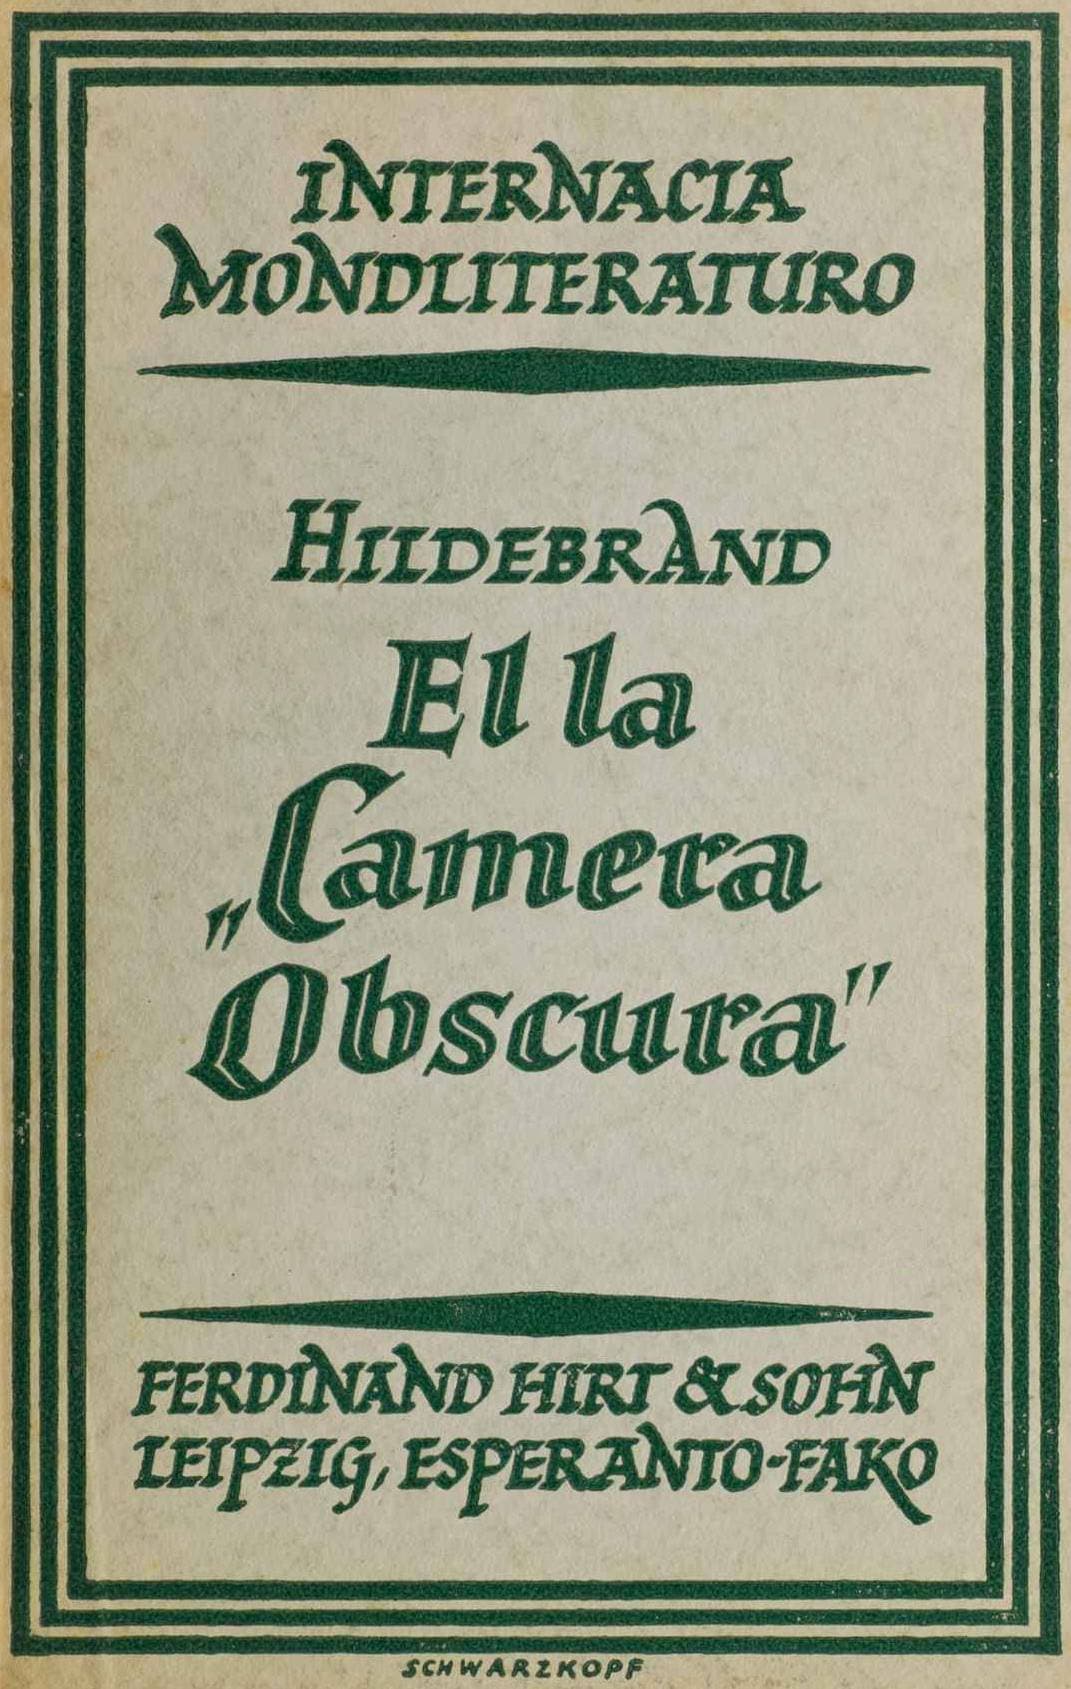 INTERNACIA
MONDLITERATURO
HILDEBRAND
El la
„Camera
Obscura"
FERDINAND HIRT & SOHN
LEIPZIG, ESPERANTO-FAKO
SCHWARZKOPF